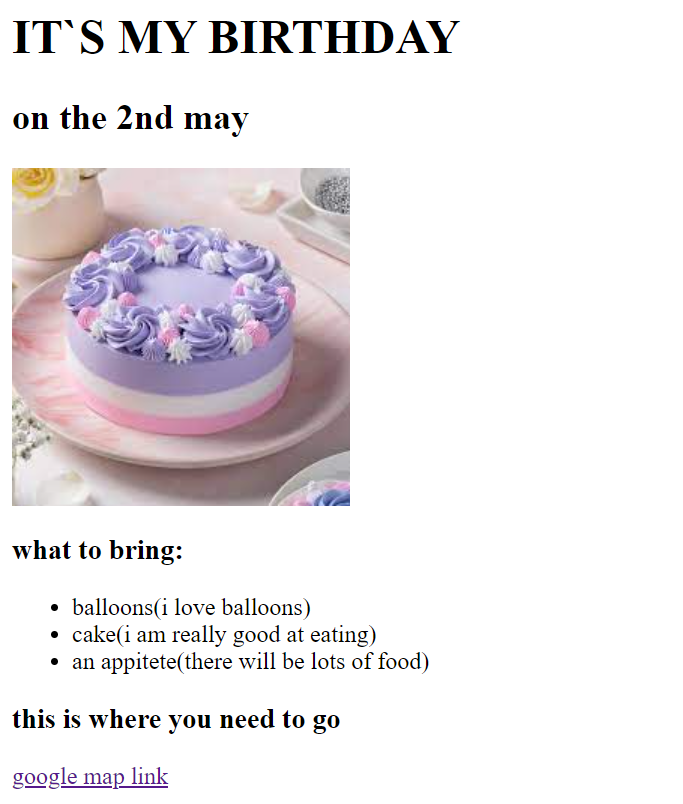 IT`S MY BIRTHDAY
on the 2nd may
what to bring:
balloons(i love balloons)
cake(i am really good at eating)
an appitete(there will be lots of food)
this is where you need to go
google map link